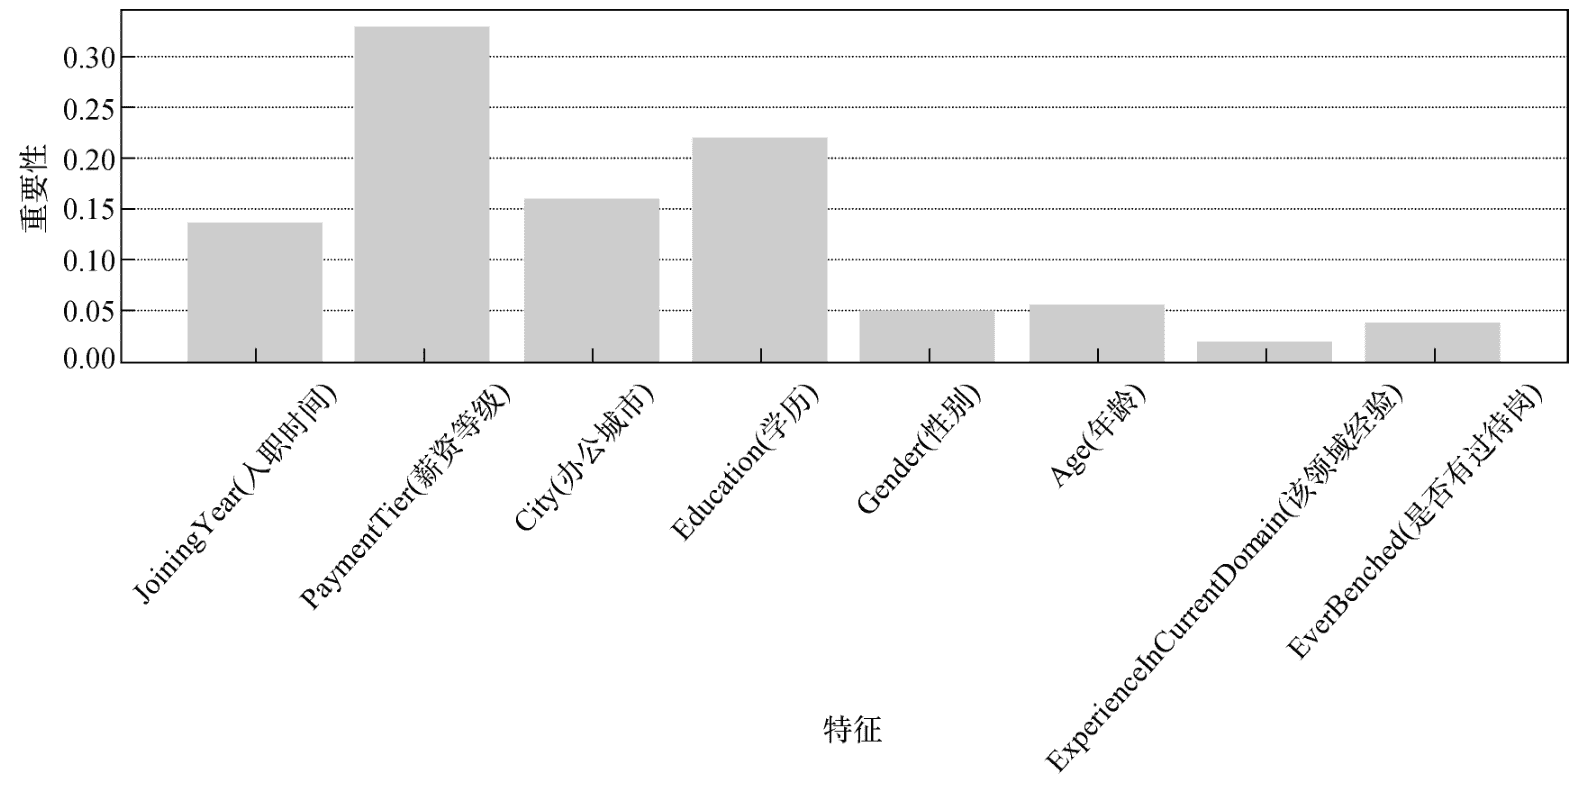 0.30
0.25
0.20
0.15
0.10
0.05
0.00
重要性
JoiningYear(入职时间)
PaymentTier(薪资等级)
City(办公城市)
Education(学历)
Gender(性别)
Age(年龄)
ExperienceInCurrentDomain(该领域经验)
EverBenched(是否有过待岗)
特征